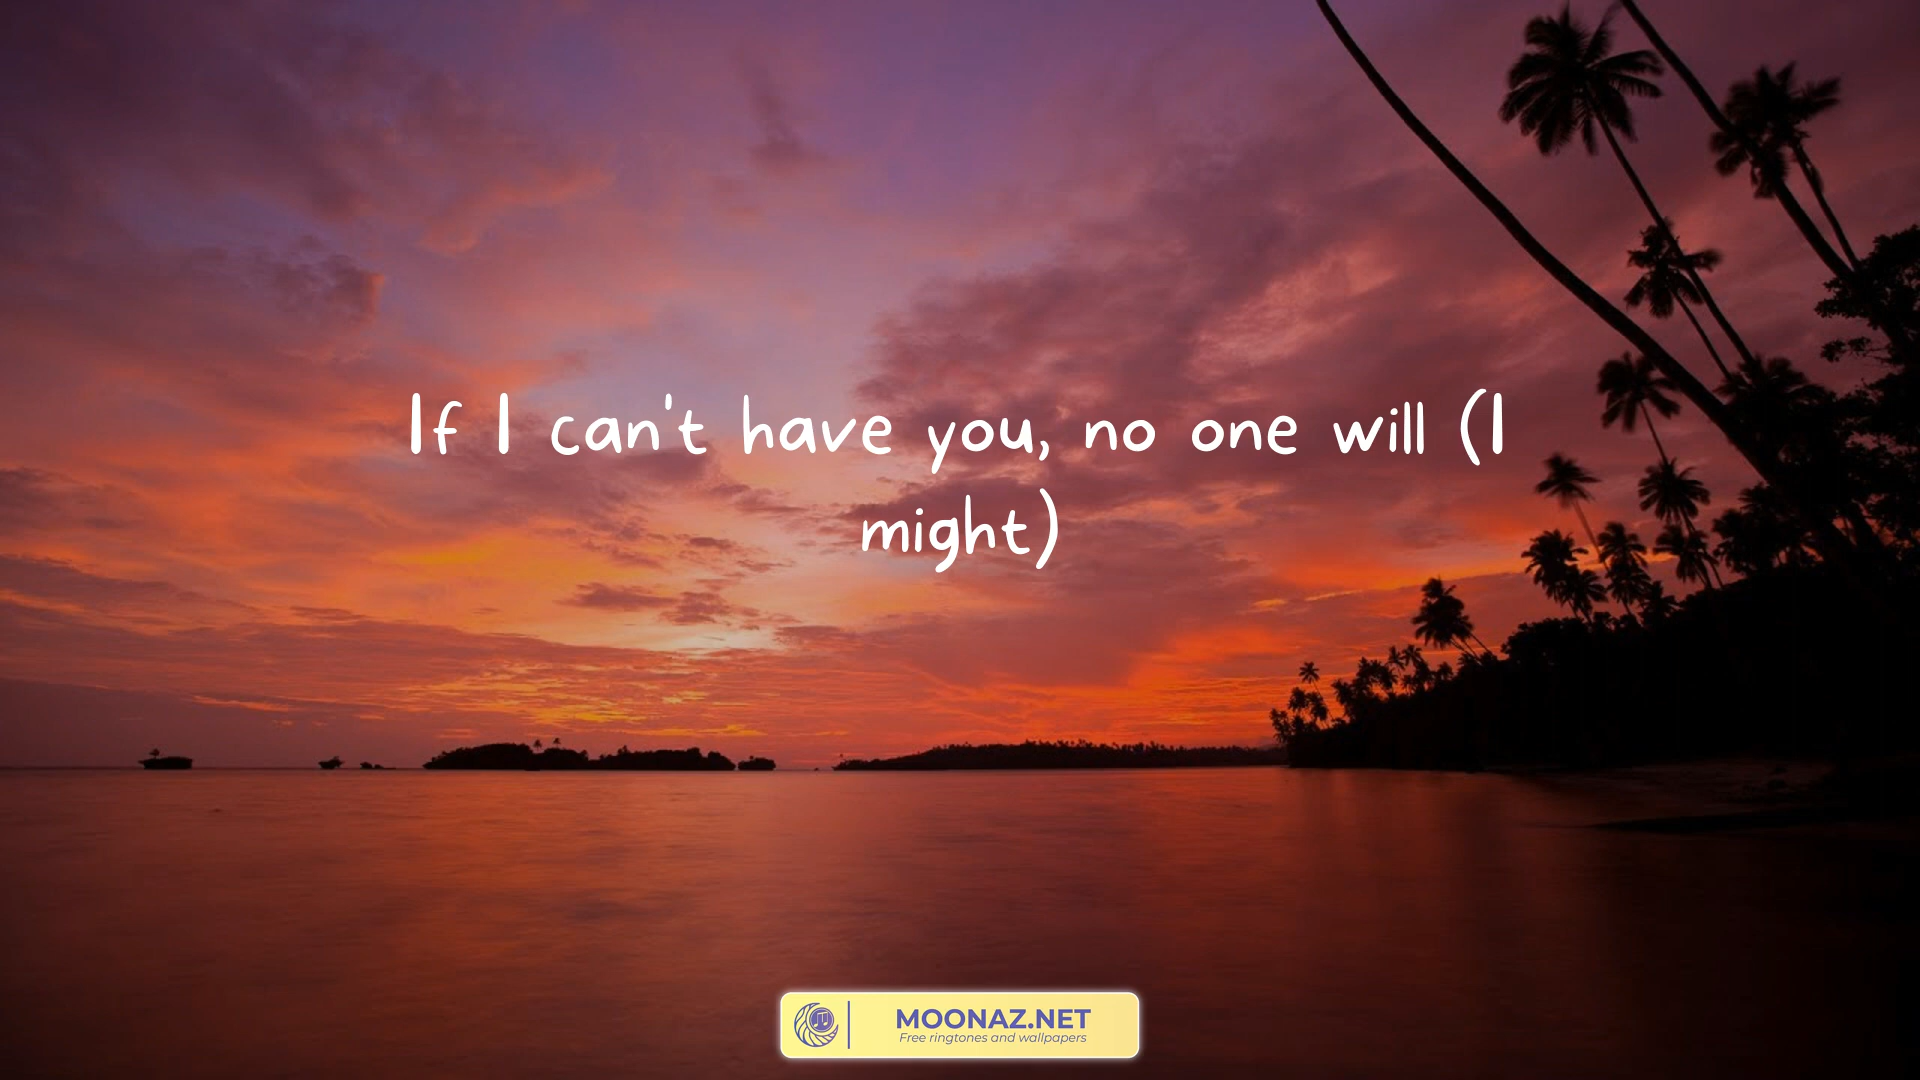 If I can't have you, no one will (I
might)
MOONAZ.NET
Free ringtones and wallpapers